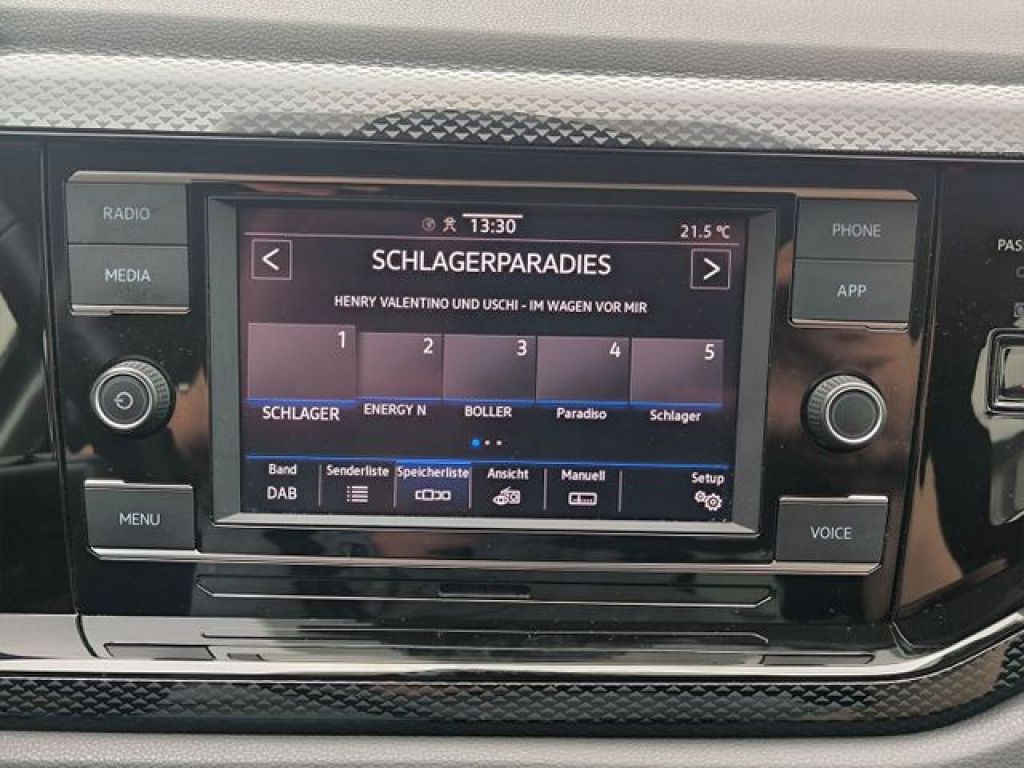 RADIO
MEDIA
MENU
13:30
21.5 °C
< SCHLAGERPARADIES >
HENRY VALENTINO UND USCHI - IM WAGEN VOR MIR
1 2 3 4 5
SCHLAGER ENERGY N BOLLER Paradiso Schlager
Band Senderliste Speicherliste Ansicht Manuell Setup
DAB
PHONE
APP
VOICE
PAS